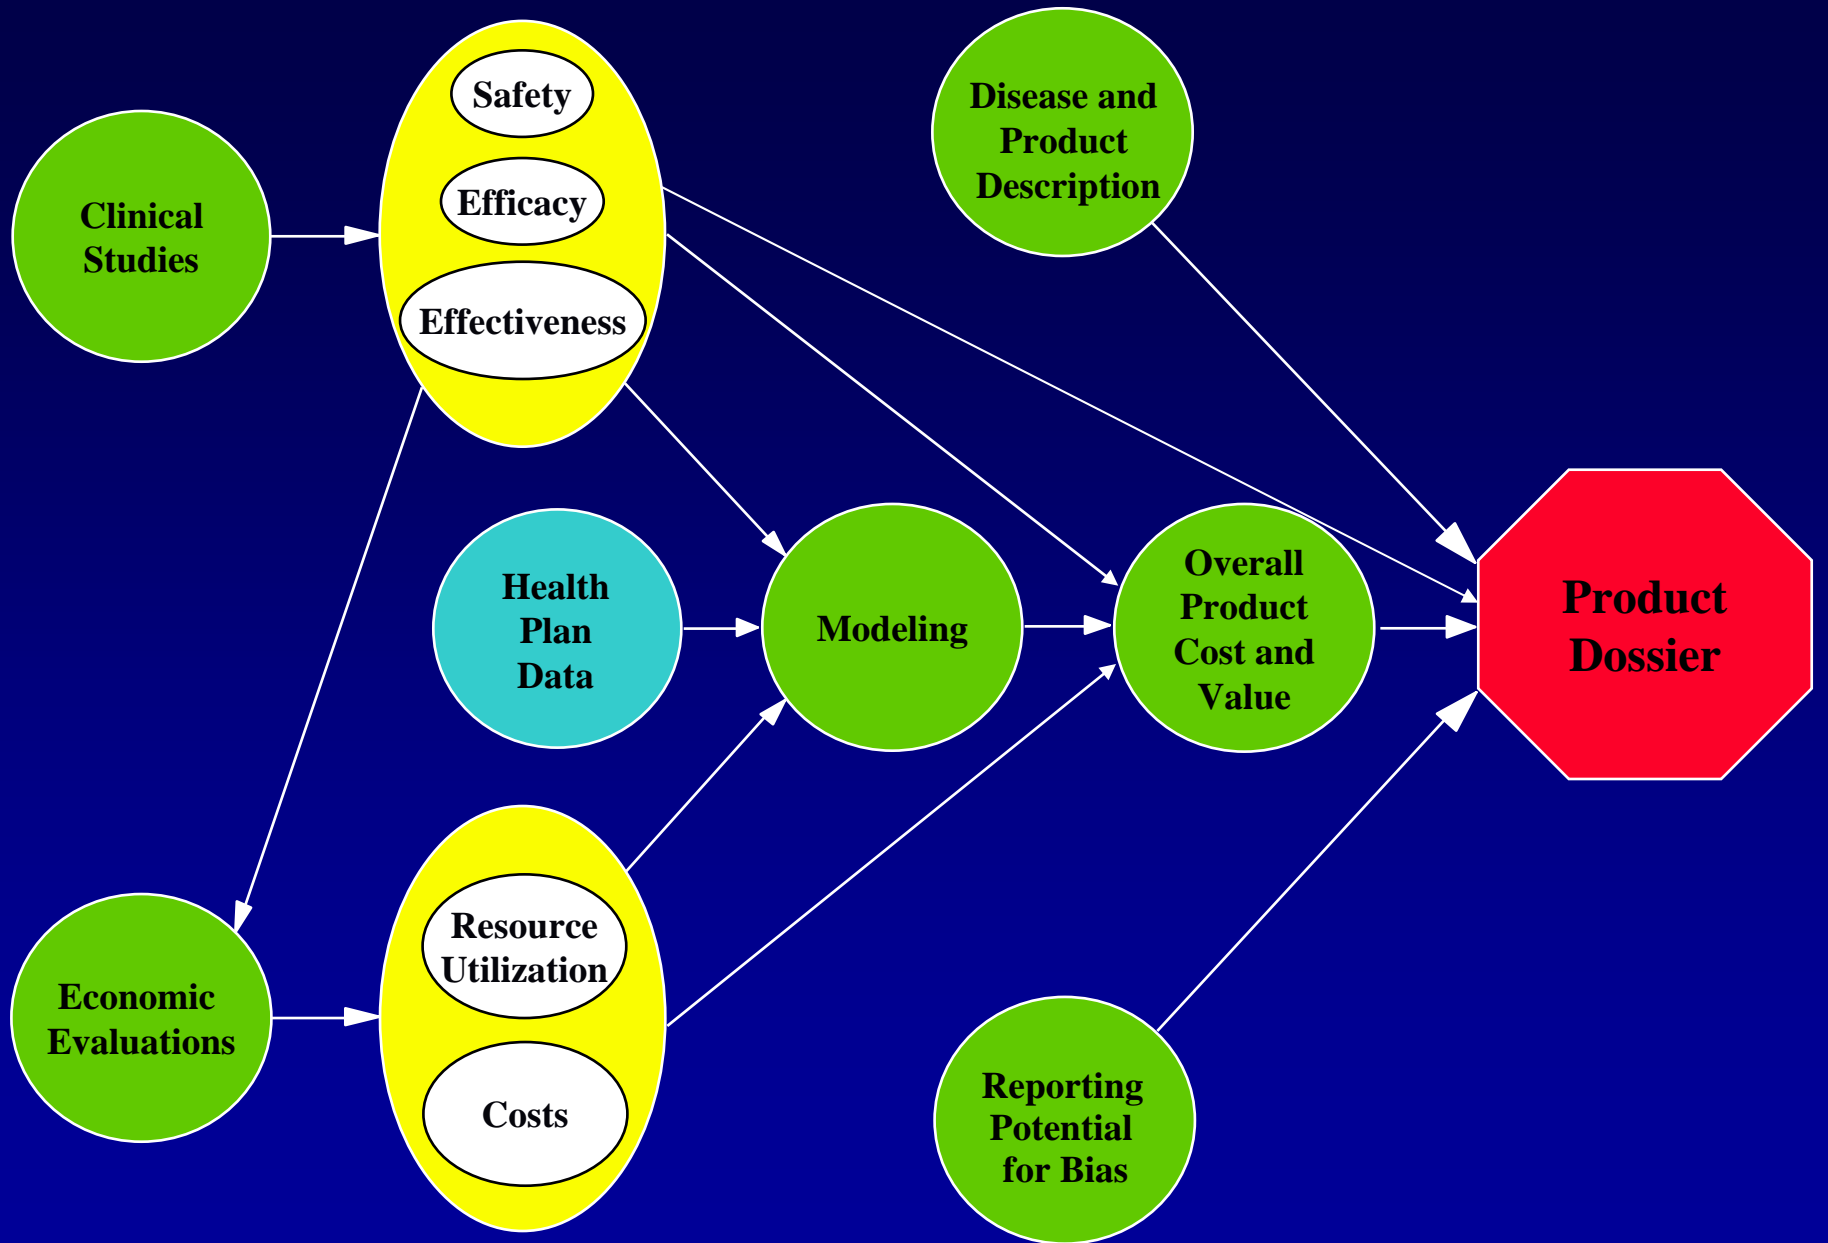 Clinical
Studies
Safety
Efficacy
Effectiveness
Disease and
Product
Description
Health
Plan
Data
Modeling
Overall
Product
Cost and
Value
Product
Dossier
Economic
Evaluations
Resource
Utilization
Costs
Reporting
Potential
for Bias